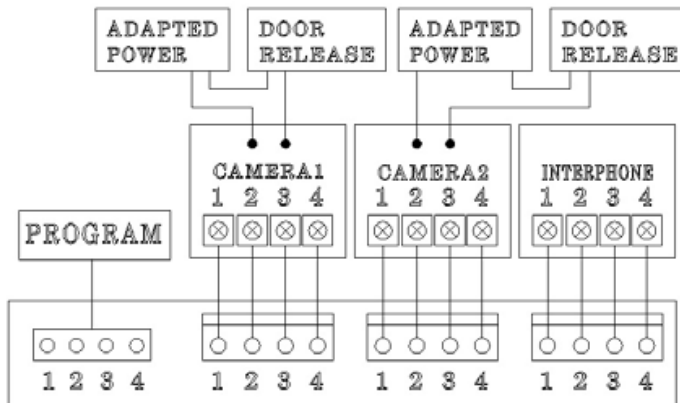 ADAPTED POWER
DOOR RELEASE
ADAPTED POWER
DOOR RELEASE
CAMERA1
1 2 3 4
CAMERA2
1 2 3 4
INTERPHONE
1 2 3 4
PROGRAM
1 2 3 4
1 2 3 4
1 2 3 4
1 2 3 4